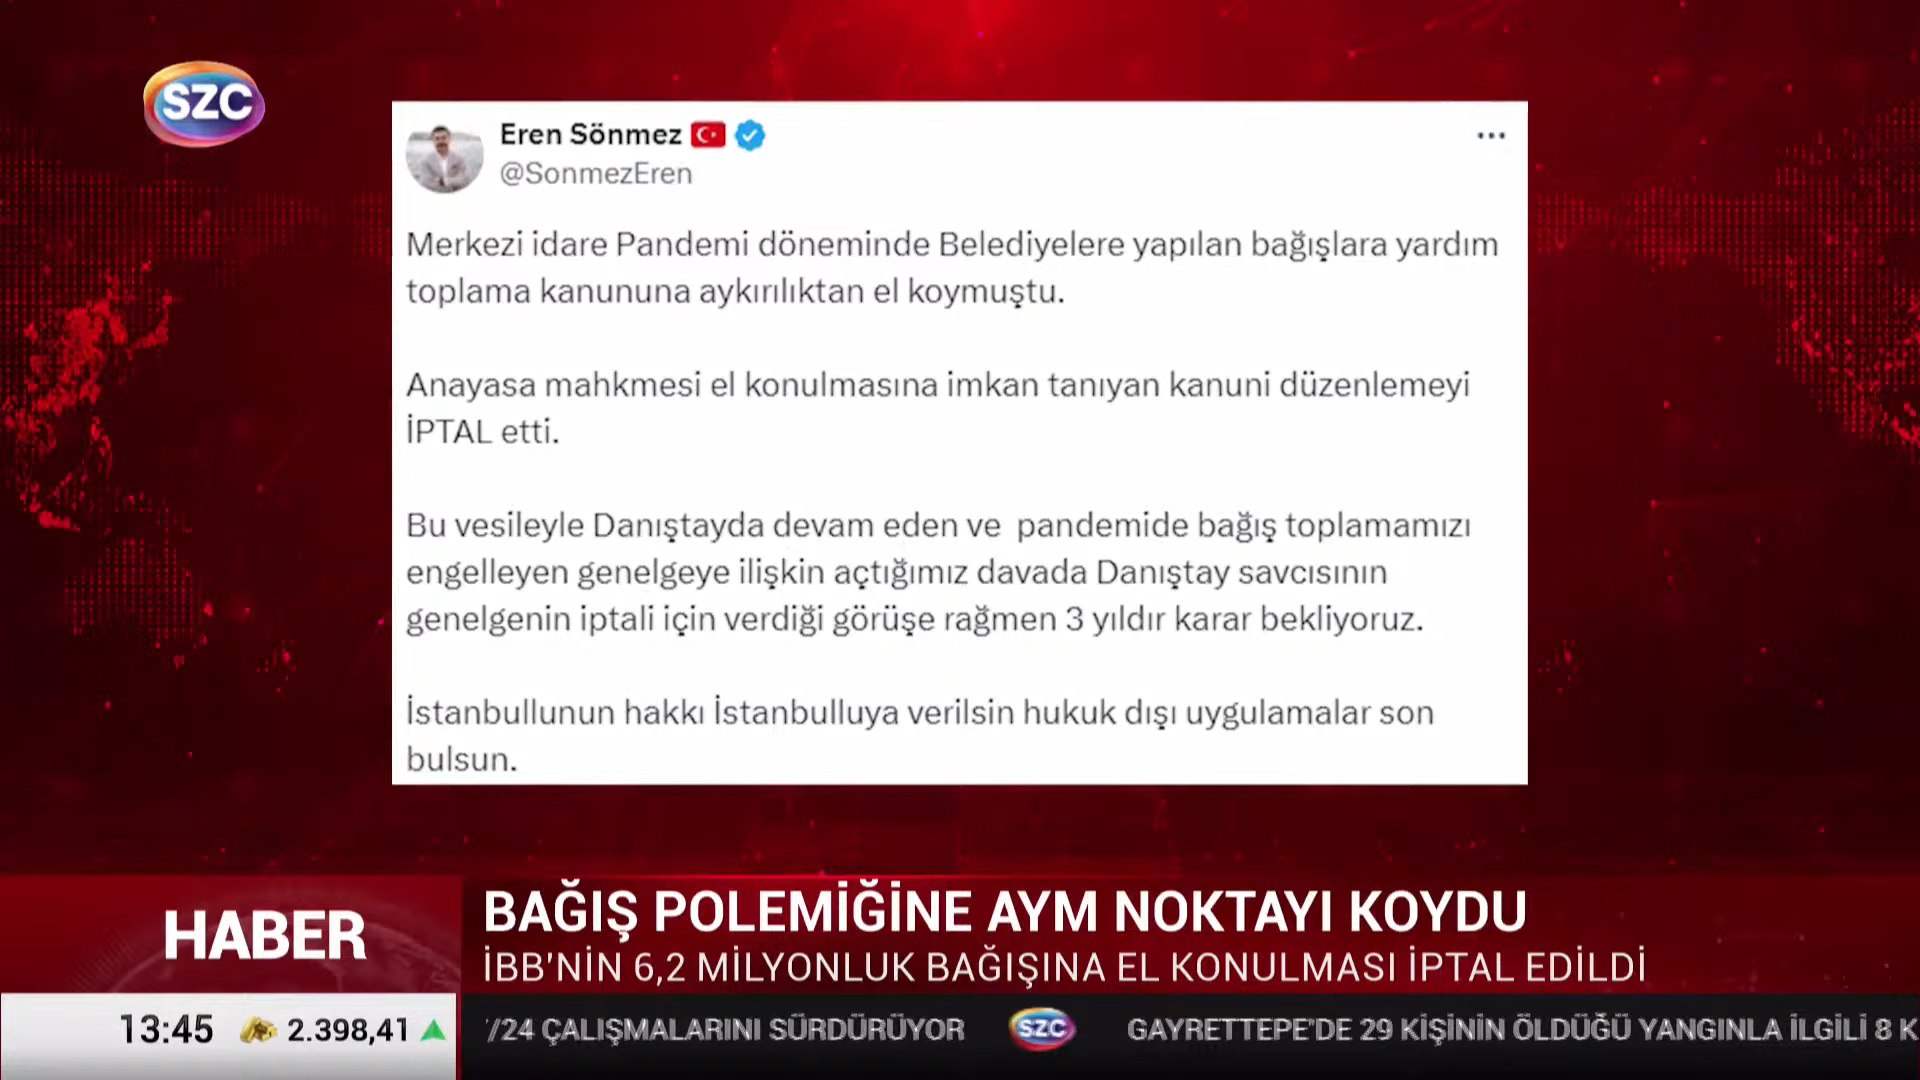 SZC
Eren Sönmez
@SonmezEren
Merkezi idare Pandemi döneminde Belediyelere yapılan bağışlara yardım
toplama kanununa aykırılıktan el koymuştu.
Anayasa mahkmesi el konulmasına imkan tanıyan kanuni düzenlemeyi
İPTAL etti.
Bu vesileyle Danıştayda devam eden ve pandemide bağış toplamamızı
engelleyen genelgeye ilişkin açtığımız davada Danıştay savcısının
genelgenin iptali için verdiği görüşe rağmen 3 yıldır karar bekliyoruz.
İstanbullunun hakkı İstanbulluya verilsin hukuk dışı uygulamalar son
bulsun.
HABER
BAĞIŞ POLEMİĞİNE AYM NOKTAYI KOYDU
İBB'NİN 6,2 MİLYONLUK BAĞIŞINA EL KONULMASI İPTAL EDİLDİ
13:45 2.398,41
/24 ÇALIŞMALARINI SÜRDÜRÜYOR SZC GAYRETTEPE'DE 29 KİŞİNİN ÖLDÜĞÜ YANGINLA İLGİLİ 8 K